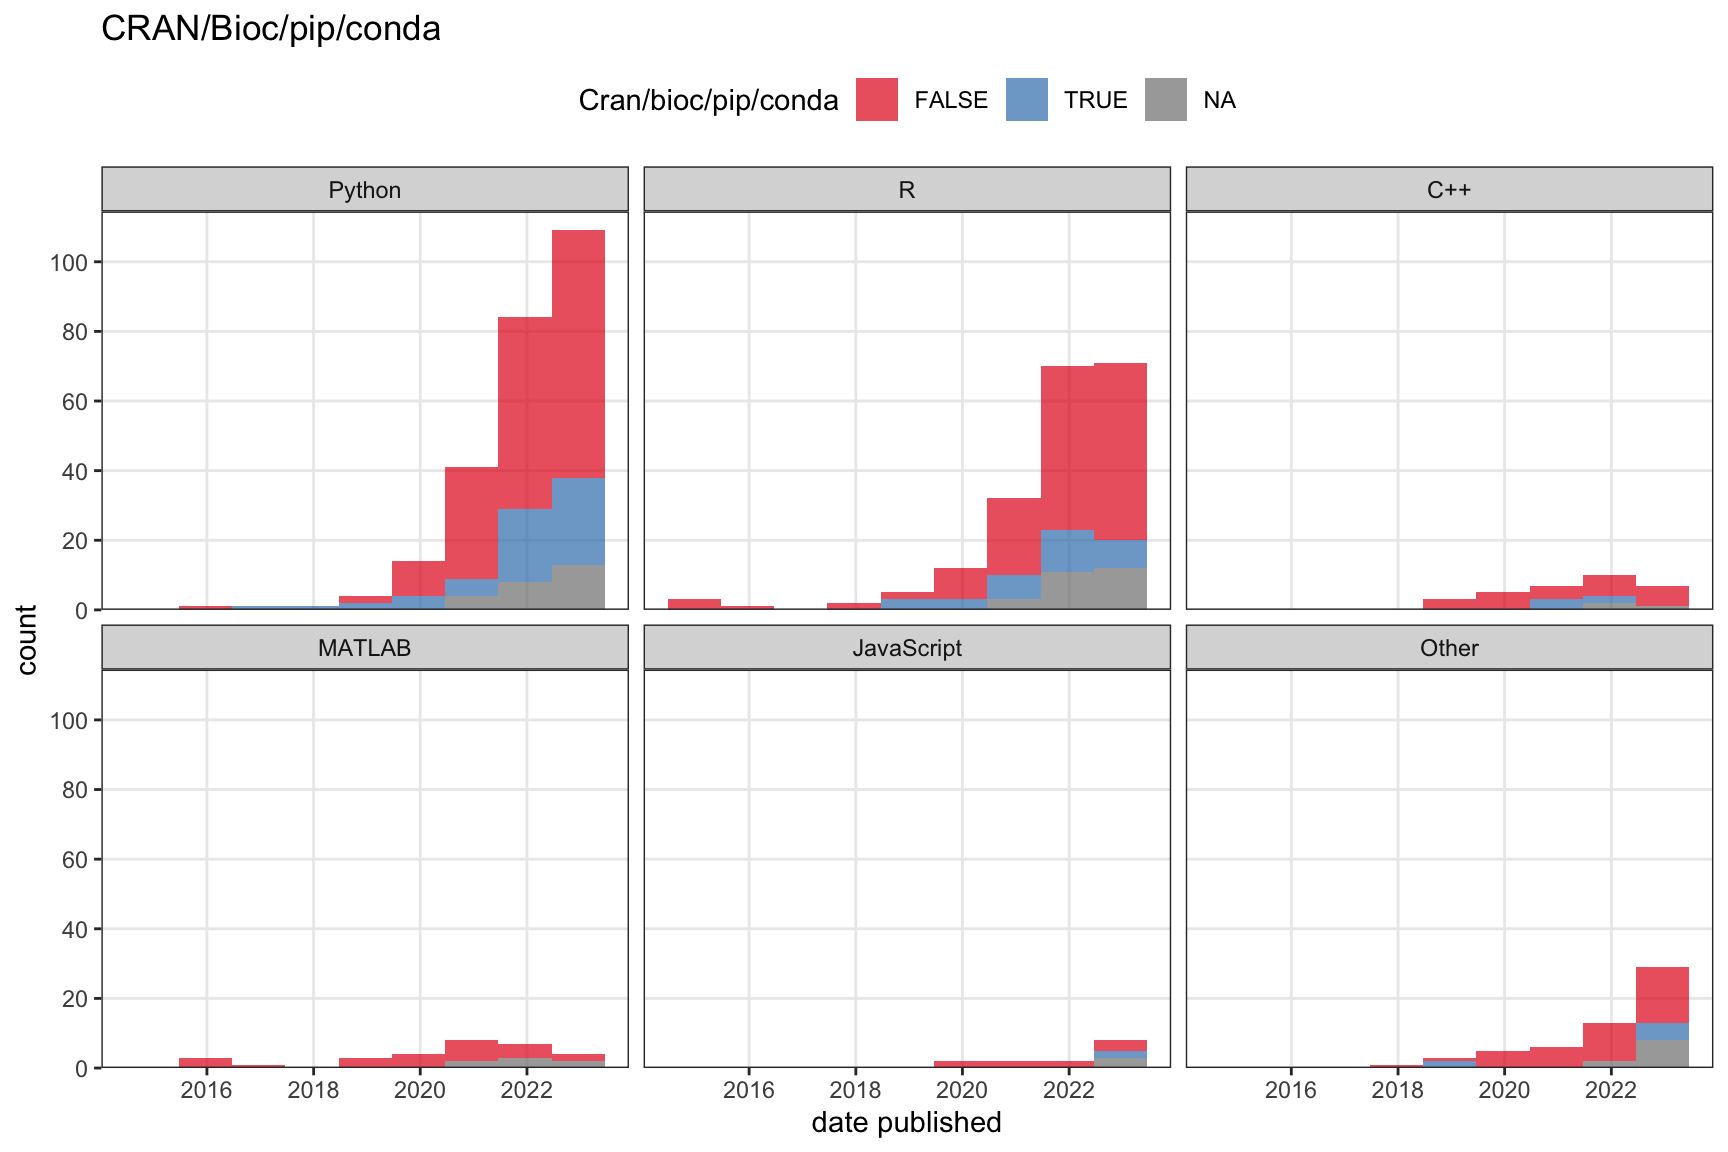 CRAN/Bioc/pip/conda
Cran/bioc/pip/conda FALSE TRUE NA
Python R C++
100
80
60
40
20
0
count
MATLAB JavaScript Other
100
80
60
40
20
0
2016 2018 2020 2022 2016 2018 2020 2022 2016 2018 2020 2022
date published